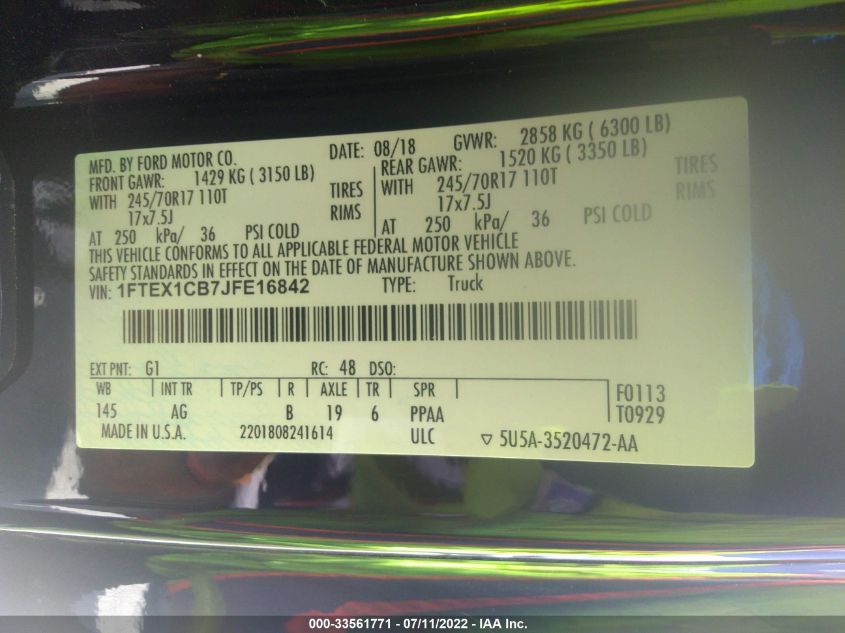 MFD. BY FORD MOTOR CO. DATE: 08/18 GVWR: 2858 KG ( 6300 LB)
FRONT GAWR: 1429 KG ( 3150 LB) REAR GAWR: 1520 KG ( 3350 LB)
WITH 245/70R17 110T TIRES WITH 245/70R17 110T TIRES
17x7.5J RIMS 17x7.5J RIMS
AT 250 kPa/ 36 PSI COLD AT 250 kPa/ 36 PSI COLD
THIS VEHICLE CONFORMS TO ALL APPLICABLE FEDERAL MOTOR VEHICLE
SAFETY STANDARDS IN EFFECT ON THE DATE OF MANUFACTURE SHOWN ABOVE.
VIN: 1FTEX1CB7JFE16842 TYPE: Truck
EXT PNT: G1 RC: 48 DSO:
WB INT TR TP/PS R AXLE TR SPR F0113
145 AG B 19 6 PPAA T0929
MADE IN U.S.A. 2201808241614 ULC ▽ 5U5A-3520472-AA
000-33561771 - 07/11/2022 - IAA Inc.